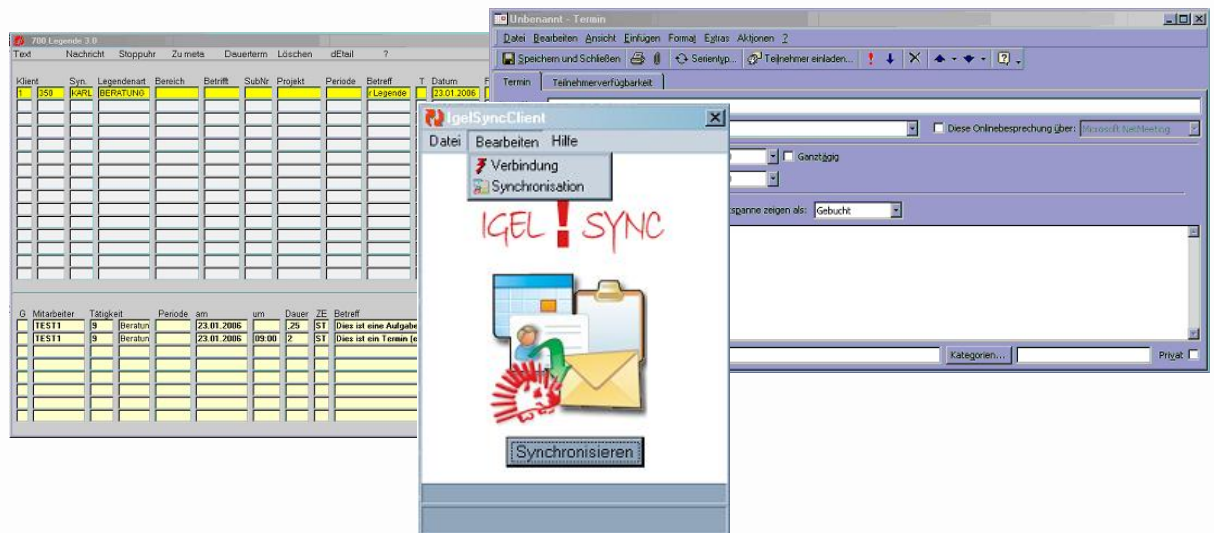 700 Legende 3.0
Text Nachricht Stoppuhr Zu meta Dauerterm Löschen dEtail ?
Klient Syn. Legendenart Bereich Betrifft SubNr Projekt Periode Betreff T Datum F
1 350 KARL BERATUNG r Legende 23.01.2006
G Mitarbeiter Tätigkeit Periode am um Dauer ZE Betreff
TEST1 9 Beratun 23.01.2006 ,25 ST Dies ist eine Aufgabe
TEST1 9 Beratun 23.01.2006 09:00 2 ST Dies ist ein Termin (e
IgelSyncClient
Datei Bearbeiten Hilfe
Verbindung
Synchronisation
IGEL ! SYNC
Synchronisieren
Unbenannt - Termin
Datei Bearbeiten Ansicht Einfügen Format Extras Aktionen ?
Speichern und Schließen Serientyp... Teilnehmer einladen...
Termin Teilnehmerverfügbarkeit
Diese Onlinebesprechung über: Microsoft NetMeeting
Ganztägig
tspanne zeigen als: Gebucht
Kategorien... Privat